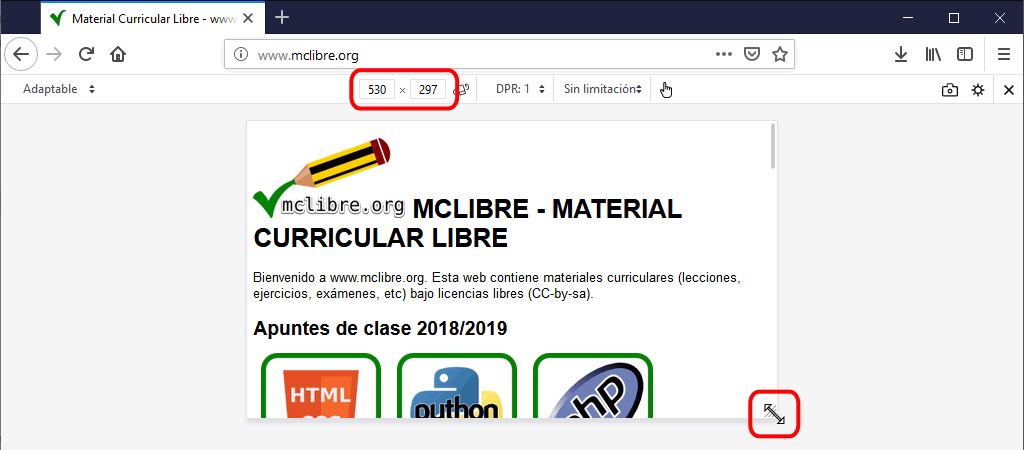 Material Curricular Libre - www
www.mclibre.org
Adaptable
530 × 297
DPR: 1
Sin limitación
mclibre.org MCLIBRE - MATERIAL
CURRICULAR LIBRE
Bienvenido a www.mclibre.org. Esta web contiene materiales curriculares (lecciones,
ejercicios, exámenes, etc) bajo licencias libres (CC-by-sa).
Apuntes de clase 2018/2019
HTML
css
python
php